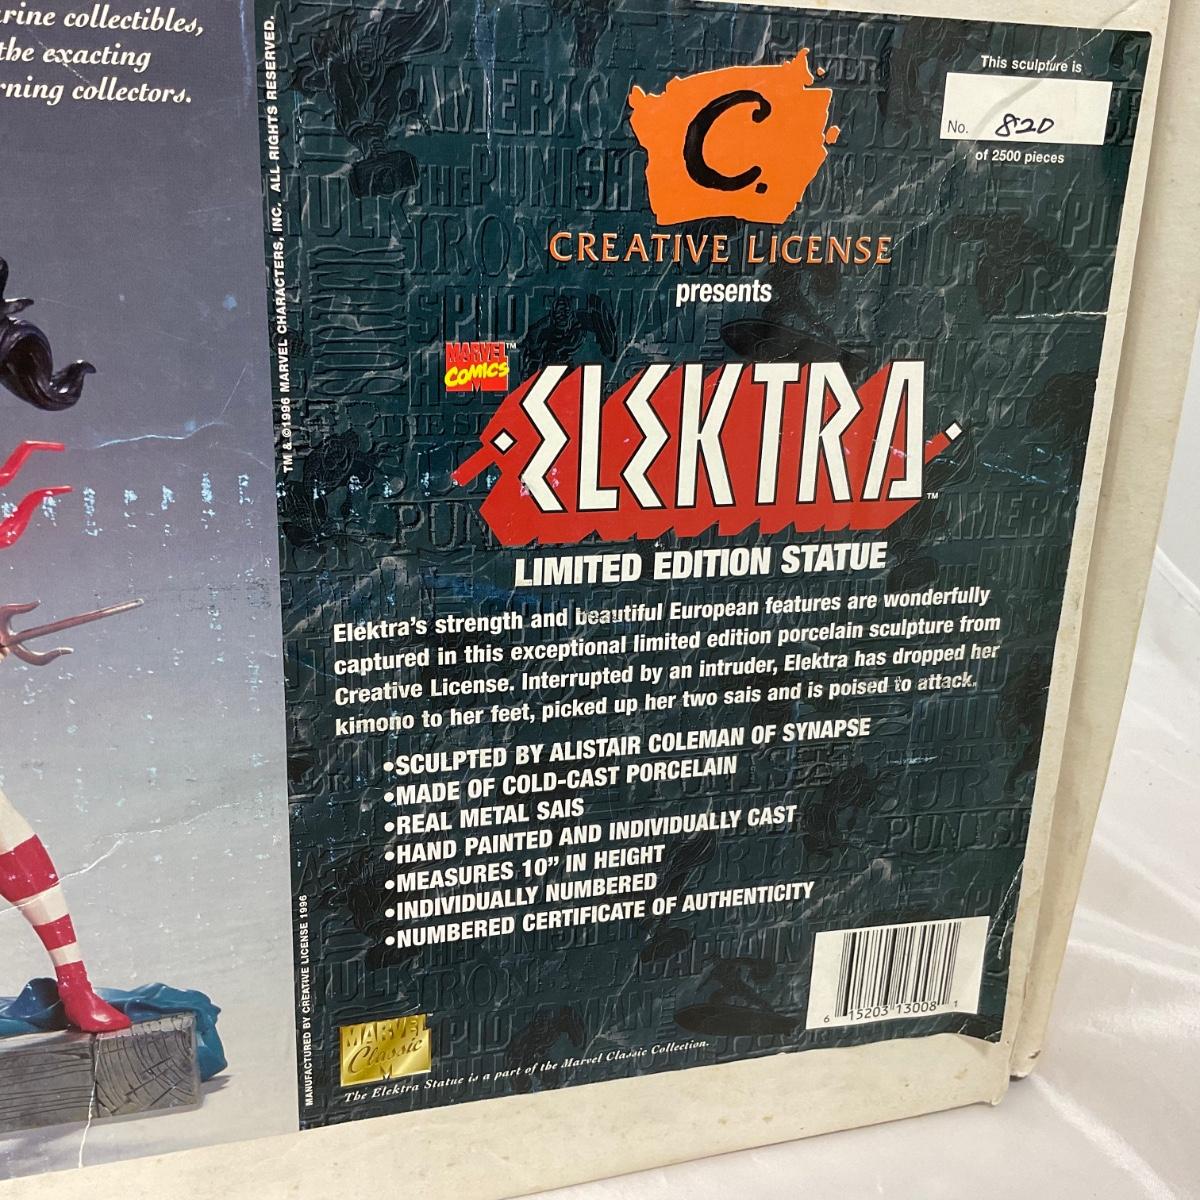 rine collectibles,
the exacting
rning collectors.
TM & ©1996 MARVEL CHARACTERS, INC. ALL RIGHTS RESERVED.
MANUFACTURED BY CREATIVE LICENSE 1996
This sculpture is
No. 820
of 2500 pieces
C.
CREATIVE LICENSE
presents
MARVEL™
COMICS
ELEKTRA™
LIMITED EDITION STATUE
Elektra's strength and beautiful European features are wonderfully
captured in this exceptional limited edition porcelain sculpture from
Creative License. Interrupted by an intruder, Elektra has dropped her
kimono to her feet, picked up her two sais and is poised to attack.
•SCULPTED BY ALISTAIR COLEMAN OF SYNAPSE
•MADE OF COLD-CAST PORCELAIN
•REAL METAL SAIS
•HAND PAINTED AND INDIVIDUALLY CAST
•MEASURES 10” IN HEIGHT
•INDIVIDUALLY NUMBERED
•NUMBERED CERTIFICATE OF AUTHENTICITY
6 15203 13008 1
MARVEL
Classic
M
The Elektra Statue is a part of the Marvel Classic Collection.